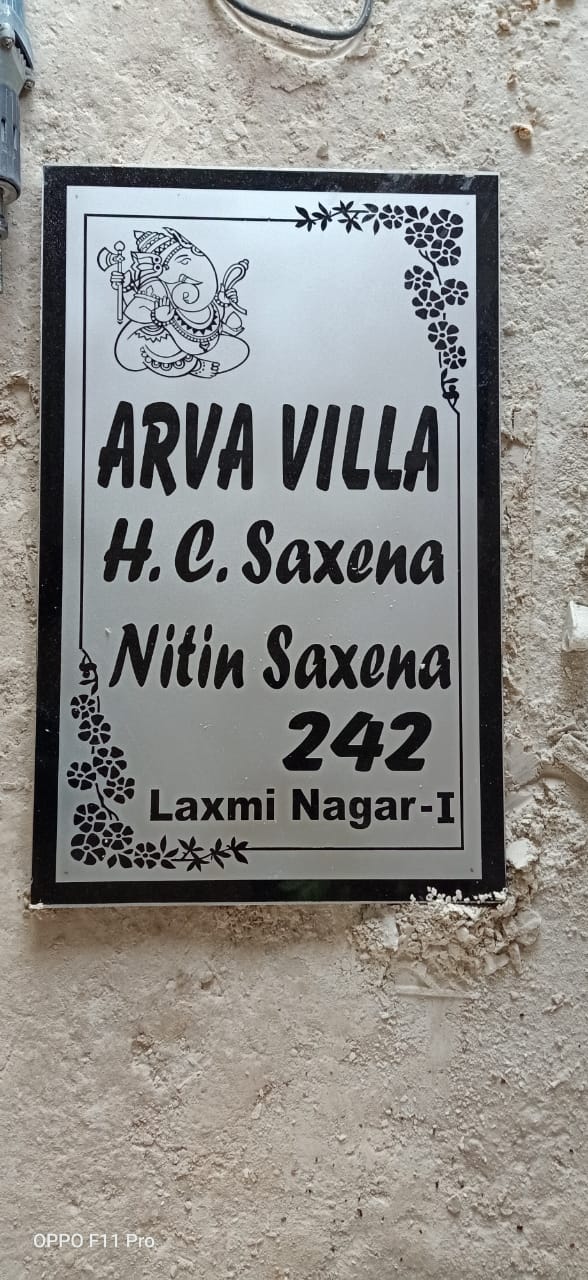 ARVA VILLA
H.C. Saxena
Nitin Saxena
242
Laxmi Nagar-I
OPPO F11 Pro